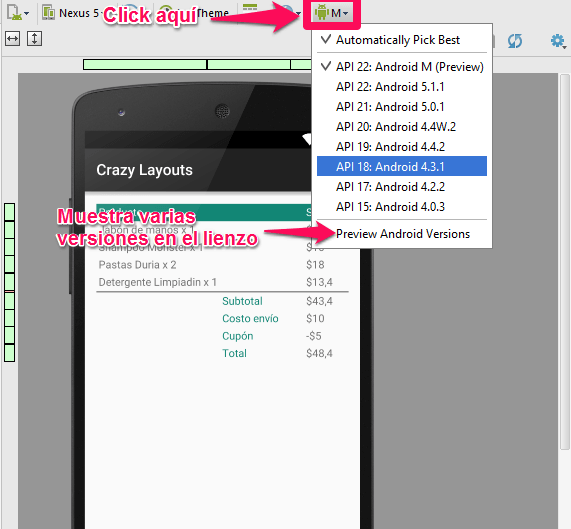 Nexus 5
Theme
M
Click aquí
Automatically Pick Best
API 22: Android M (Preview)
API 22: Android 5.1.1
API 21: Android 5.0.1
API 20: Android 4.4W.2
API 19: Android 4.4.2
API 18: Android 4.3.1
API 17: Android 4.2.2
API 15: Android 4.0.3
Preview Android Versions
Crazy Layouts
Muestra varias
versiones en el lienzo
Jabón de manos x 1
Shampoo Monster x 1
Pastas Duria x 2 $18
Detergente Limpiadin x 1 $13,4
Subtotal $43,4
Costo envío $10
Cupón -$5
Total $48,4